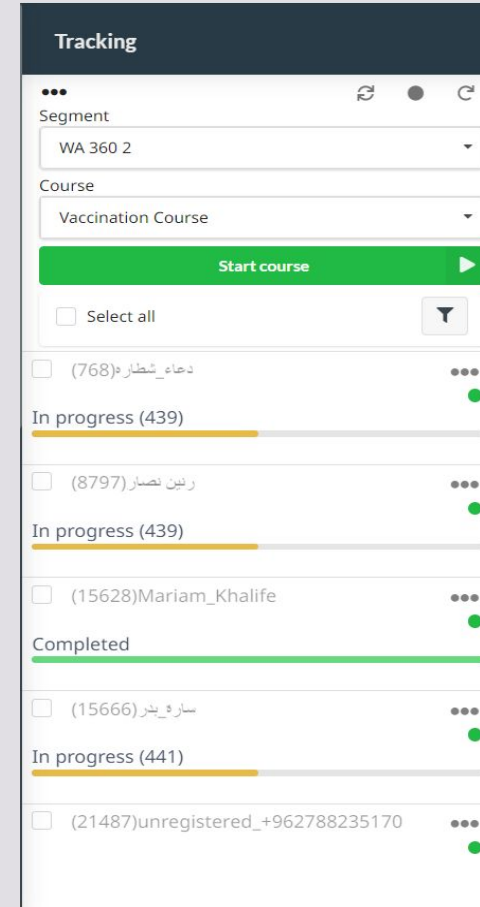 Tracking
Segment
WA 360 2
Course
Vaccination Course
Start course
Select all
دعاء_شطاره(768)
In progress (439)
رنين نصار(8797)
In progress (439)
(15628)Mariam_Khalife
Completed
سارة_بدر(15666)
In progress (441)
(21487)unregistered_+962788235170